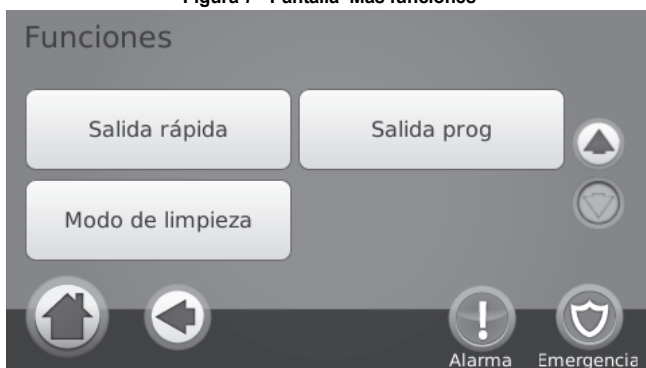 Figura 7 - Pantalla "Más funciones"
Funciones
Salida rápida
Salida prog
Modo de limpieza
Alarma
Emergencia